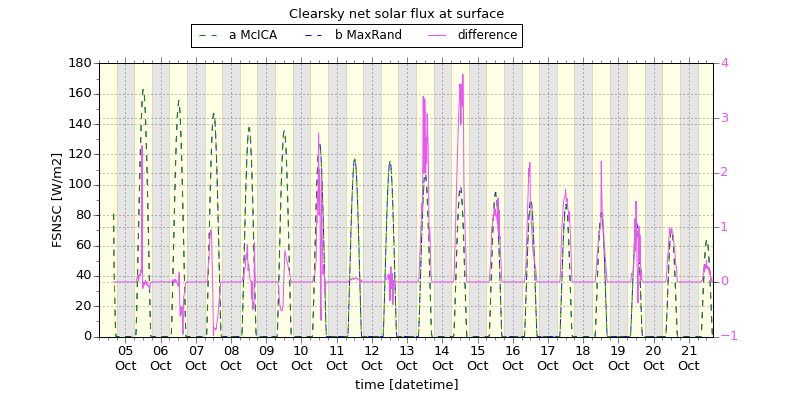 Clearsky net solar flux at surface
a McICA b MaxRand difference
180
160
140
120
100
80
60
40
20
0
FSNSC [W/m2]
4
3
2
1
0
−1
05 06 07 08 09 10 11 12 13 14 15 16 17 18 19 20 21
Oct Oct Oct Oct Oct Oct Oct Oct Oct Oct Oct Oct Oct Oct Oct Oct Oct
time [datetime]